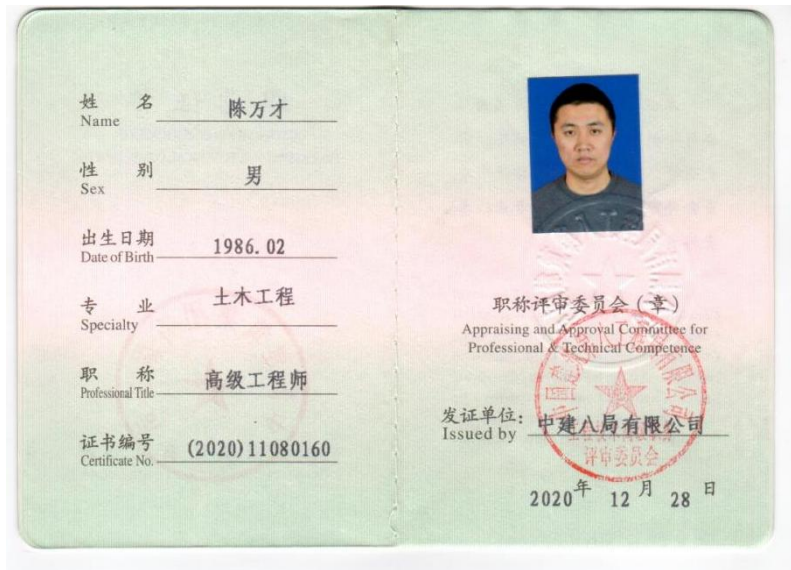 姓名 陈万才
Name
性别 男
Sex
出生日期 1986.02
Date of Birth
专业 土木工程
Specialty
职称 高级工程师
Professional Title
证书编号 (2020)11080160
Certificate No.
职称评审委员会(章)
Appraising and Approval Committee for
Professional & Technical Competence
发证单位: 中建八局有限公司
Issued by
评审委员会
2020年 12月 28日